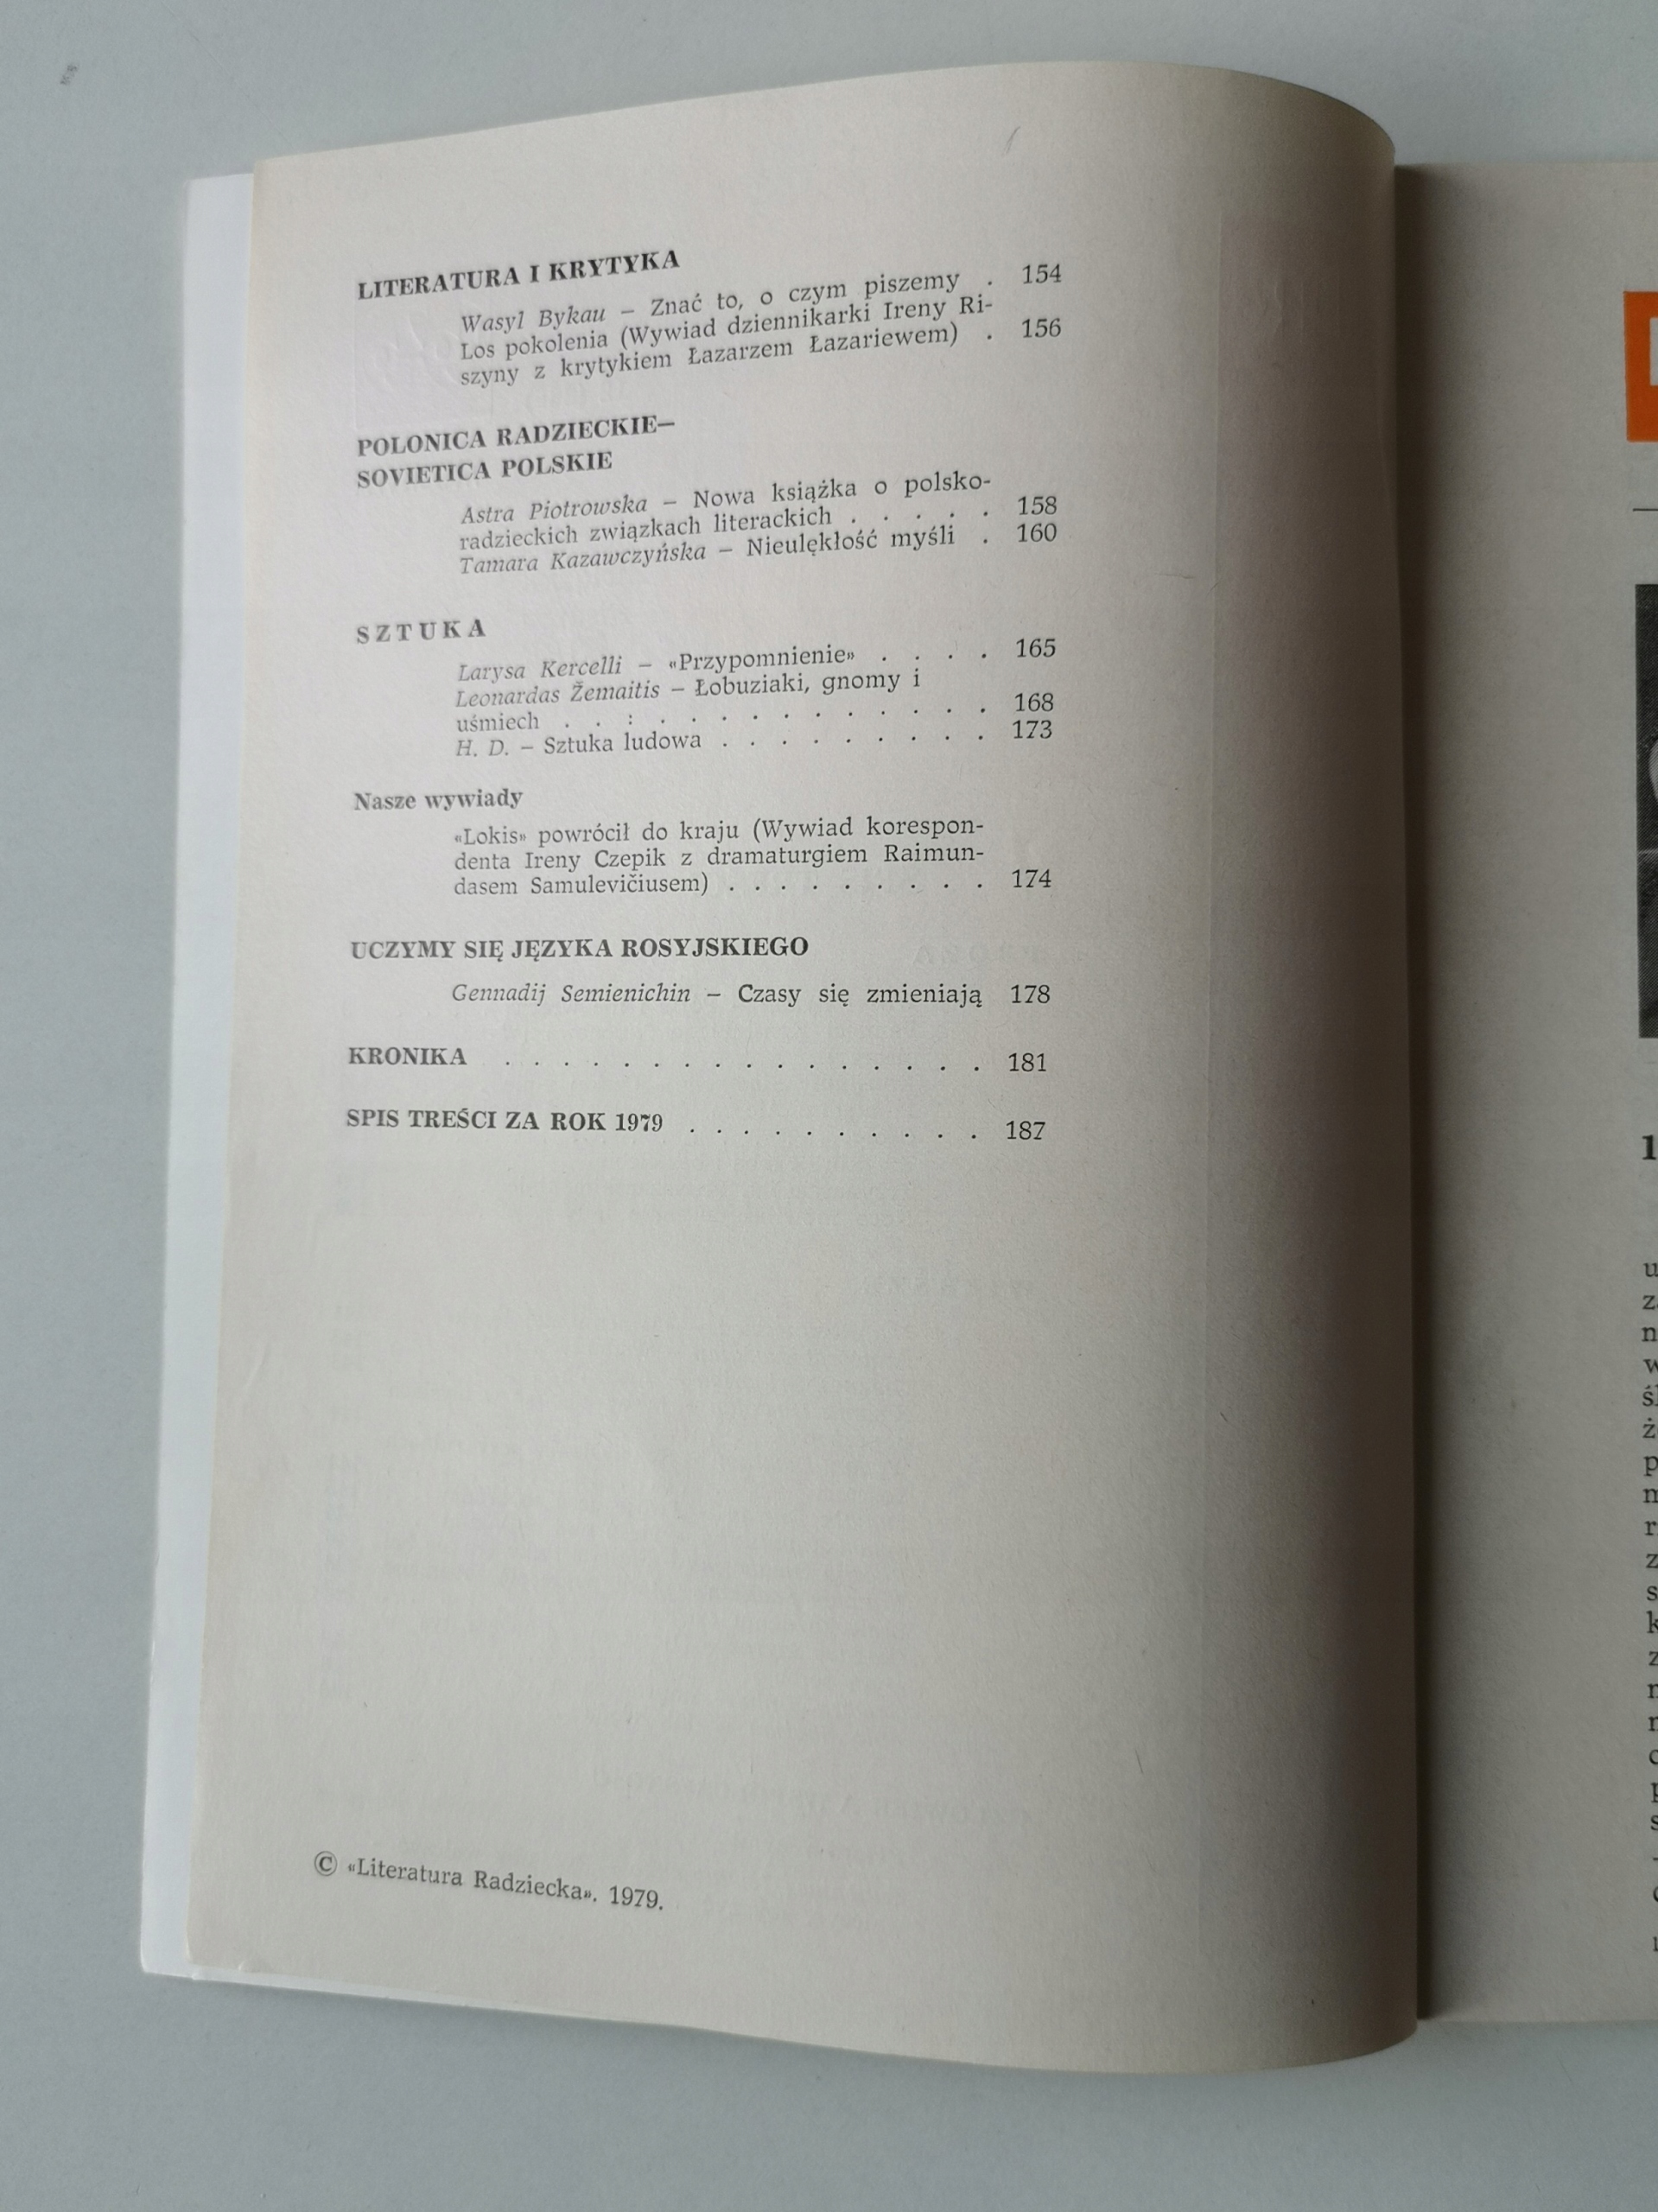 LITERATURA I KRYTYKA
Wasyl Bykau – Znać to, o czym piszemy . 154
Los pokolenia (Wywiad dziennikarki Ireny Ri-
szyny z krytykiem Łazarzem Łazariewem) . 156
POLONICA RADZIECKIE—
SOVIETICA POLSKIE
Astra Piotrowska – Nowa książka o polsko-
radzieckich związkach literackich . . . . . 158
Tamara Kazawczyńska – Nieulękłość myśli . 160
SZTUKA
Larysa Kercelli – «Przypomnienie» . . . . 165
Leonardas Žemaitis – Łobuziaki, gnomy i
uśmiech . . : . . . . . . . . . . . 168
H. D. – Sztuka ludowa . . . . . . . . . 173
Nasze wywiady
«Lokis» powrócił do kraju (Wywiad korespon-
denta Ireny Czepik z dramaturgiem Raimun-
dasem Samulevičiusem) . . . . . . . . . . 174
UCZYMY SIĘ JĘZYKA ROSYJSKIEGO
Gennadij Semienichin – Czasy się zmieniają 178
KRONIKA . . . . . . . . . . . . . . . . 181
SPIS TREŚCI ZA ROK 1979 . . . . . . . . . . 187
© «Literatura Radziecka». 1979.